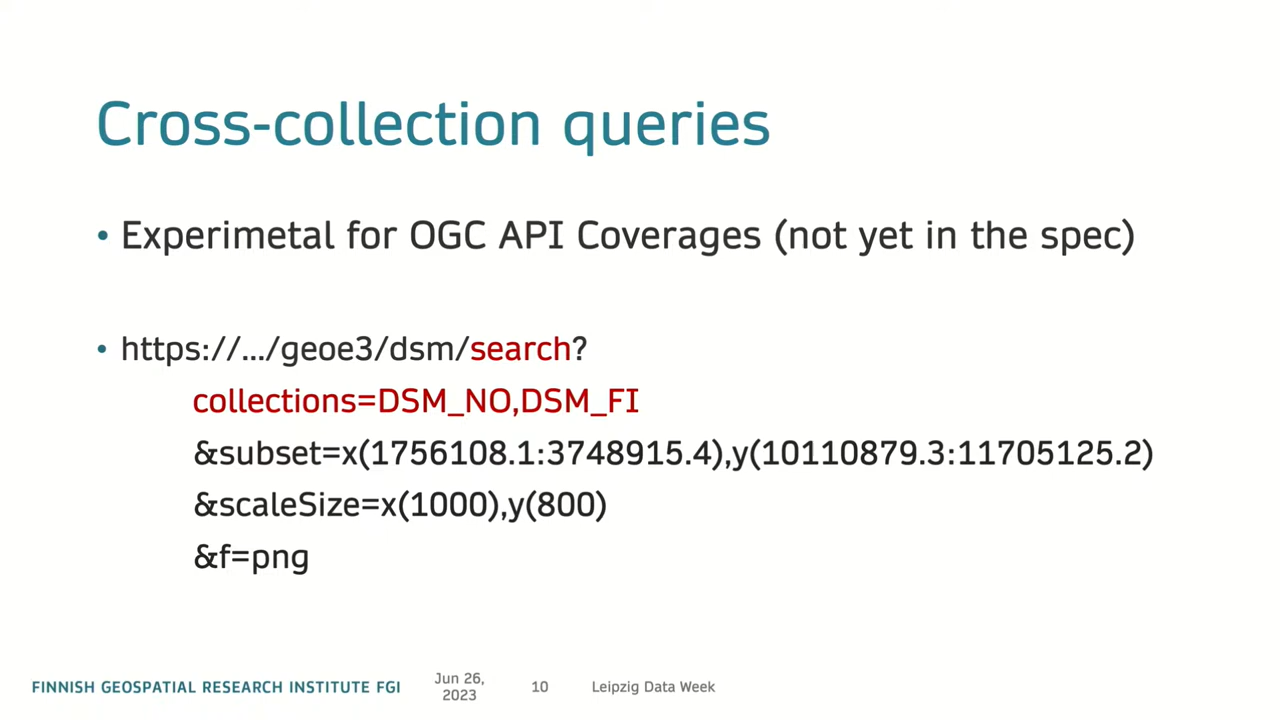 Cross-collection queries
• Experimetal for OGC API Coverages (not yet in the spec)
• https://.../geoe3/dsm/search?
collections=DSM_NO,DSM_FI
&subset=x(1756108.1:3748915.4),y(10110879.3:11705125.2)
&scaleSize=x(1000),y(800)
&f=png
FINNISH GEOSPATIAL RESEARCH INSTITUTE FGI
Jun 26,
2023
10
Leipzig Data Week